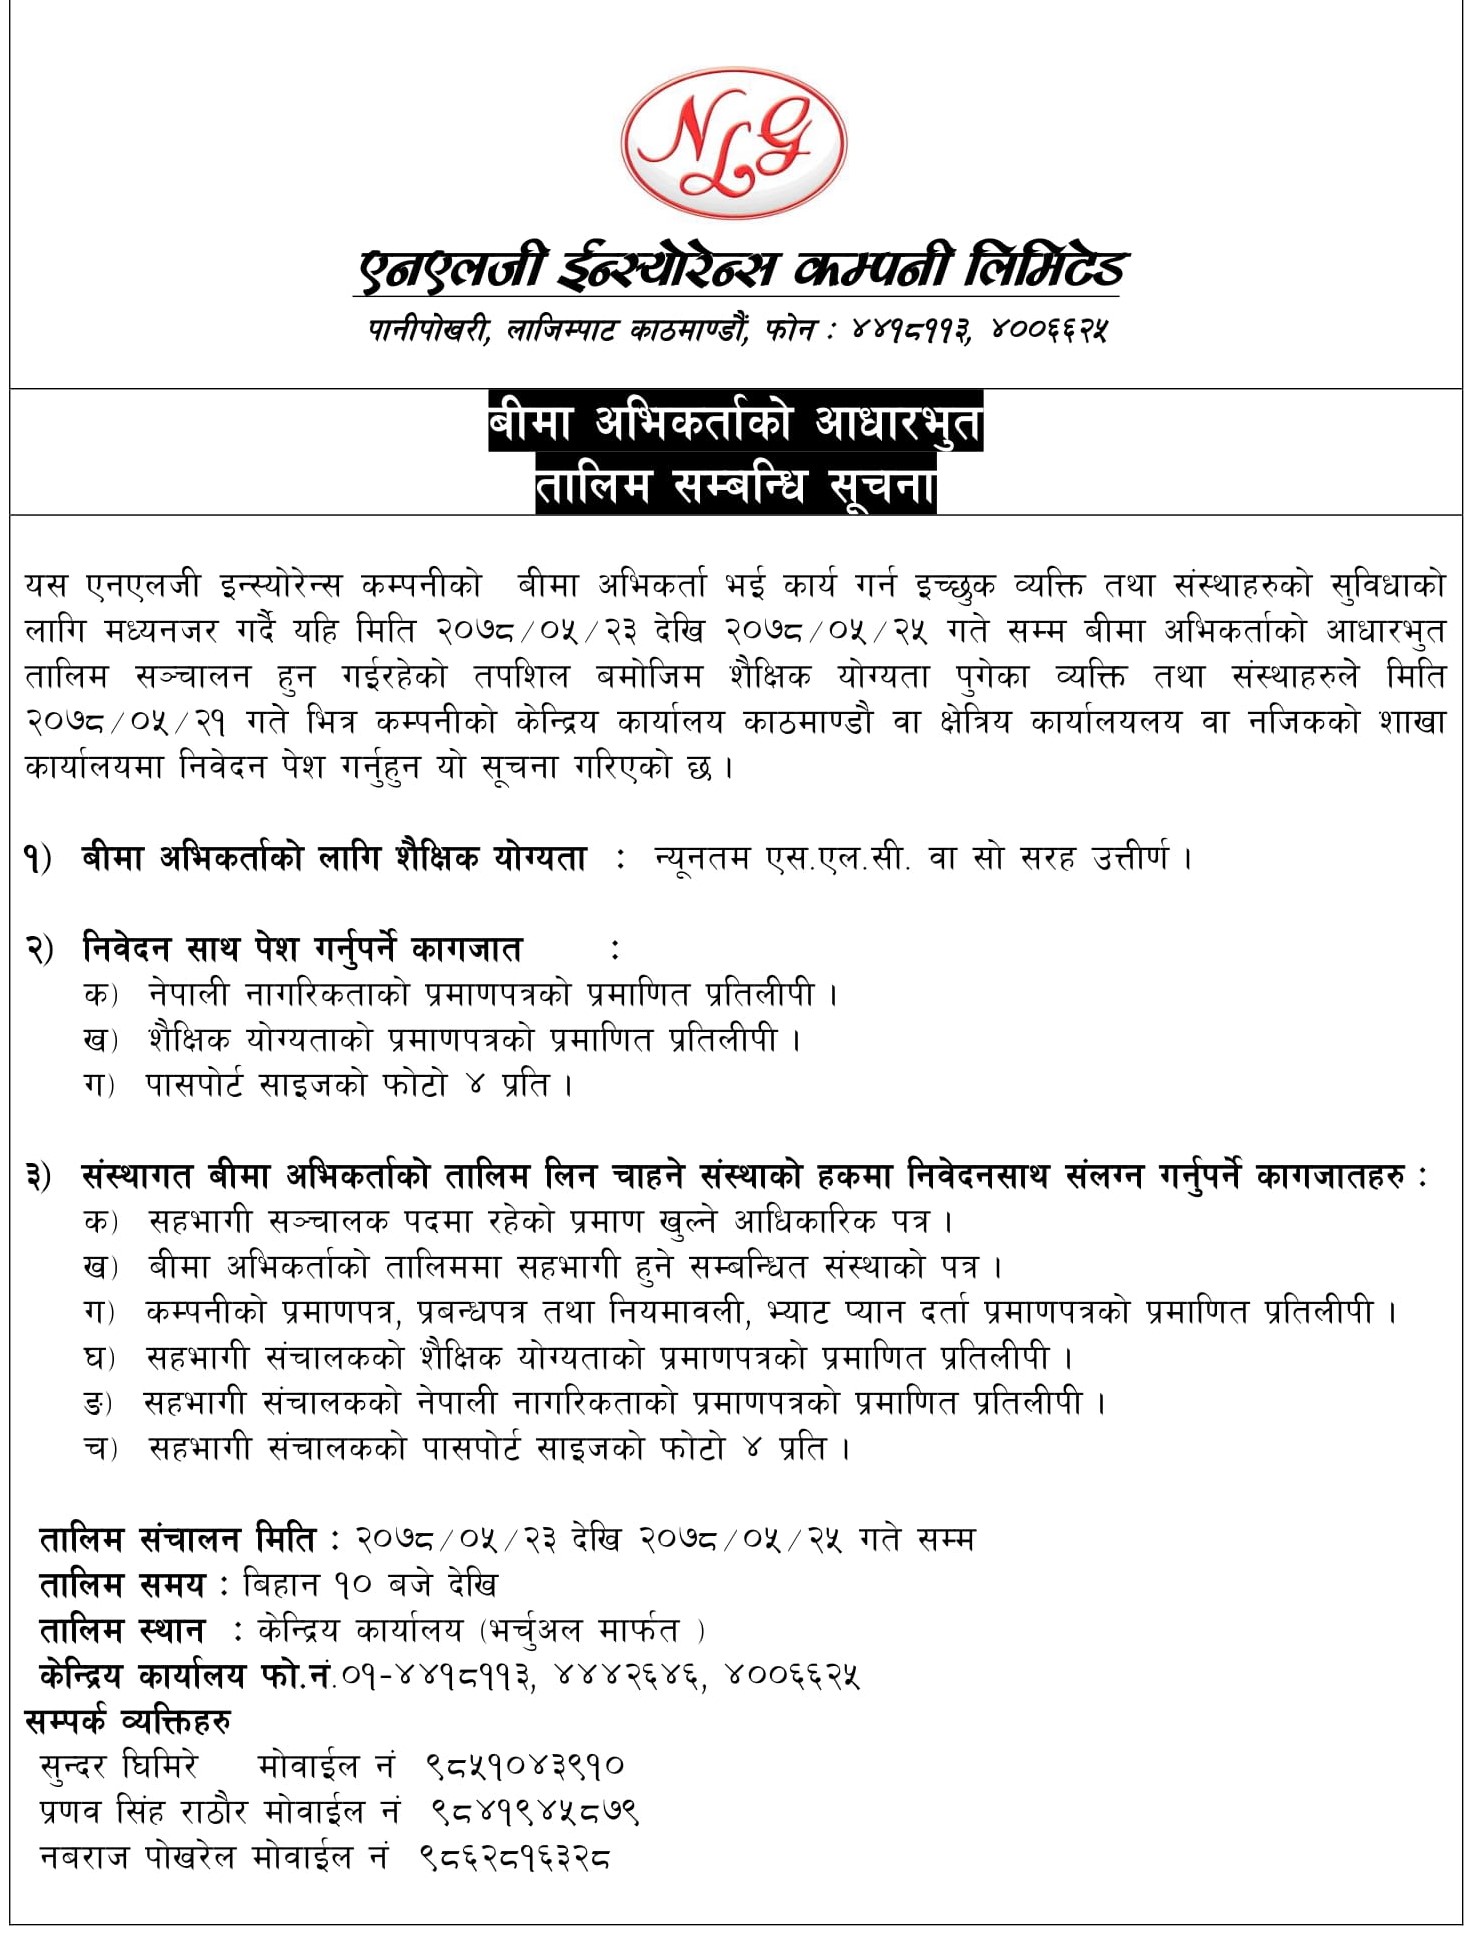 NLG
एनएलजी ईन्स्योरेन्स कम्पनी लिमिटेड
पानीपोखरी, लाजिम्पाट काठमाण्डौं, फोन : ४४१८११३, ४००६६२५
बीमा अभिकर्ताको आधारभुत
तालिम सम्बन्धि सूचना
यस एनएलजी इन्स्योरेन्स कम्पनीको बीमा अभिकर्ता भई कार्य गर्न इच्छुक व्यक्ति तथा संस्थाहरुको सुविधाको
लागि मध्यनजर गर्दै यहि मिति २०७८/०५/२३ देखि २०७८/०५/२५ गते सम्म बीमा अभिकर्ताको आधारभुत
तालिम सञ्चालन हुन गईरहेको तपशिल बमोजिम शैक्षिक योग्यता पुगेका व्यक्ति तथा संस्थाहरुले मिति
२०७८/०५/२१ गते भित्र कम्पनीको केन्द्रिय कार्यालय काठमाण्डौ वा क्षेत्रिय कार्यालयलय वा नजिकको शाखा
कार्यालयमा निवेदन पेश गर्नुहुन यो सूचना गरिएको छ ।
१) बीमा अभिकर्ताको लागि शैक्षिक योग्यता : न्यूनतम एस.एल.सी. वा सो सरह उत्तीर्ण ।
२) निवेदन साथ पेश गर्नुपर्ने कागजात :
क) नेपाली नागरिकताको प्रमाणपत्रको प्रमाणित प्रतिलीपी ।
ख) शैक्षिक योग्यताको प्रमाणपत्रको प्रमाणित प्रतिलीपी ।
ग) पासपोर्ट साइजको फोटो ४ प्रति ।
३) संस्थागत बीमा अभिकर्ताको तालिम लिन चाहने संस्थाको हकमा निवेदनसाथ संलग्न गर्नुपर्ने कागजातहरु :
क) सहभागी सञ्चालक पदमा रहेको प्रमाण खुल्ने आधिकारिक पत्र ।
ख) बीमा अभिकर्ताको तालिममा सहभागी हुने सम्बन्धित संस्थाको पत्र ।
ग) कम्पनीको प्रमाणपत्र, प्रबन्धपत्र तथा नियमावली, भ्याट प्यान दर्ता प्रमाणपत्रको प्रमाणित प्रतिलीपी ।
घ) सहभागी संचालकको शैक्षिक योग्यताको प्रमाणपत्रको प्रमाणित प्रतिलीपी ।
ङ) सहभागी संचालकको नेपाली नागरिकताको प्रमाणपत्रको प्रमाणित प्रतिलीपी ।
च) सहभागी संचालकको पासपोर्ट साइजको फोटो ४ प्रति ।
तालिम संचालन मिति : २०७८/०५/२३ देखि २०७८/०५/२५ गते सम्म
तालिम समय : बिहान १० बजे देखि
तालिम स्थान : केन्द्रिय कार्यालय (भर्चुअल मार्फत )
केन्द्रिय कार्यालय फो.नं.०१-४४१८११३, ४४४२६४६, ४००६६२५
सम्पर्क व्यक्तिहरु
सुन्दर घिमिरे मोवाईल नं ९८५१०४३९१०
प्रणव सिंह राठौर मोवाईल नं ९८४१९४५८७९
नबराज पोखरेल मोवाईल नं ९८६२८१६३२८